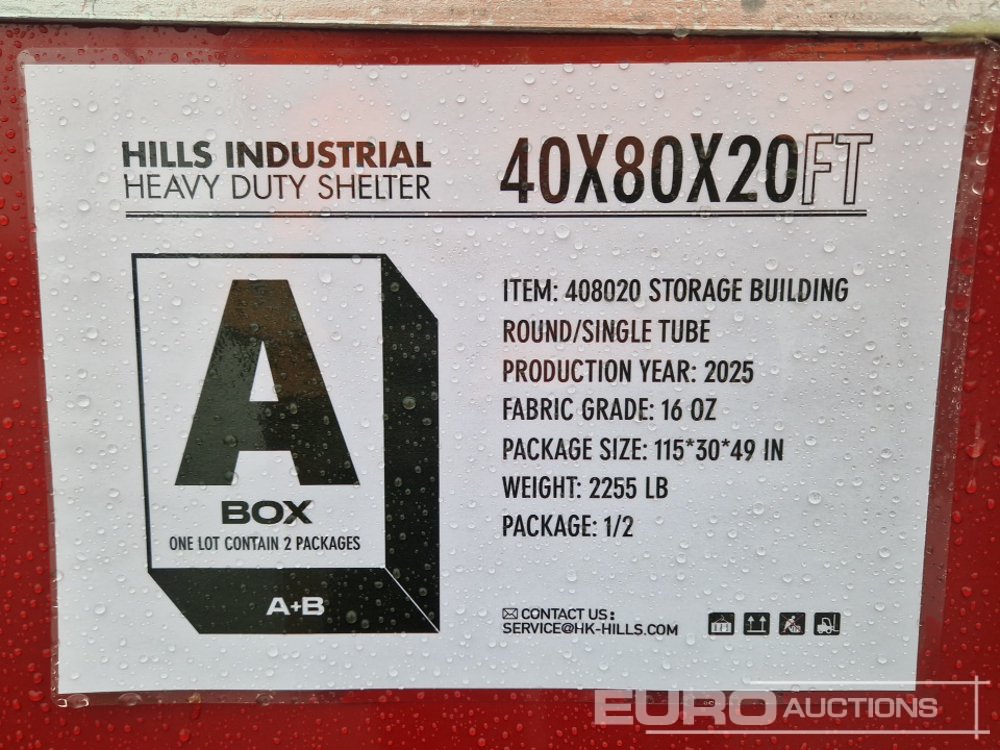 HILLS INDUSTRIAL
HEAVY DUTY SHELTER
40X80X20FT
A
BOX
ONE LOT CONTAIN 2 PACKAGES
A+B
ITEM: 408020 STORAGE BUILDING
ROUND/SINGLE TUBE
PRODUCTION YEAR: 2025
FABRIC GRADE: 16 OZ
PACKAGE SIZE: 115*30*49 IN
WEIGHT: 2255 LB
PACKAGE: 1/2
CONTACT US:
SERVICE@HK-HILLS.COM
EURO AUCTIONS